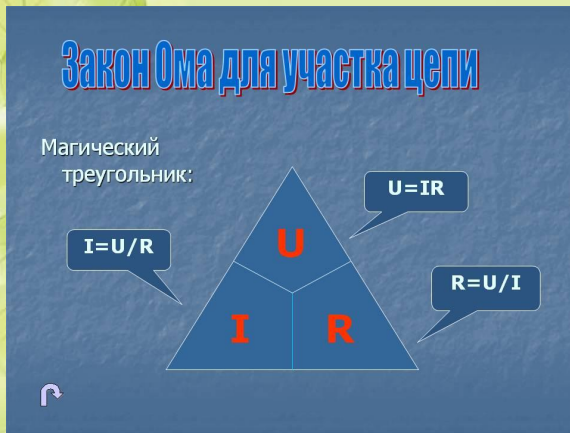 Закон Ома для участка цепи
Магический
треугольник:
U=IR
I=U/R
U
R=U/I
I R